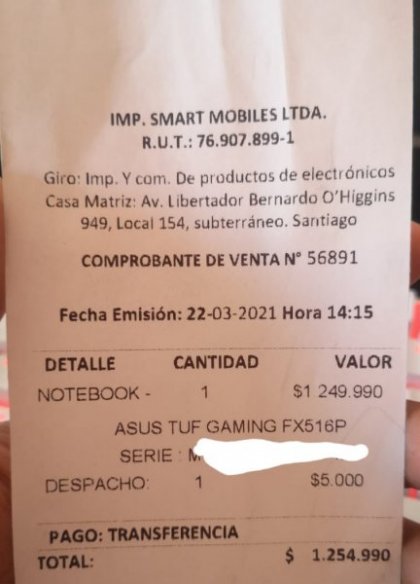 IMP. SMART MOBILES LTDA.
R.U.T.: 76.907.899-1
Giro: Imp. Y com. De productos de electrónicos
Casa Matriz: Av. Libertador Bernardo O'Higgins
949, Local 154, subterráneo. Santiago
COMPROBANTE DE VENTA N° 56891
Fecha Emisión: 22-03-2021 Hora 14:15
DETALLE CANTIDAD VALOR
NOTEBOOK - 1 $1 249.990
ASUS TUF GAMING FX516P
SERIE : M
DESPACHO: 1 $5.000
PAGO: TRANSFERENCIA
TOTAL: $ 1.254.990